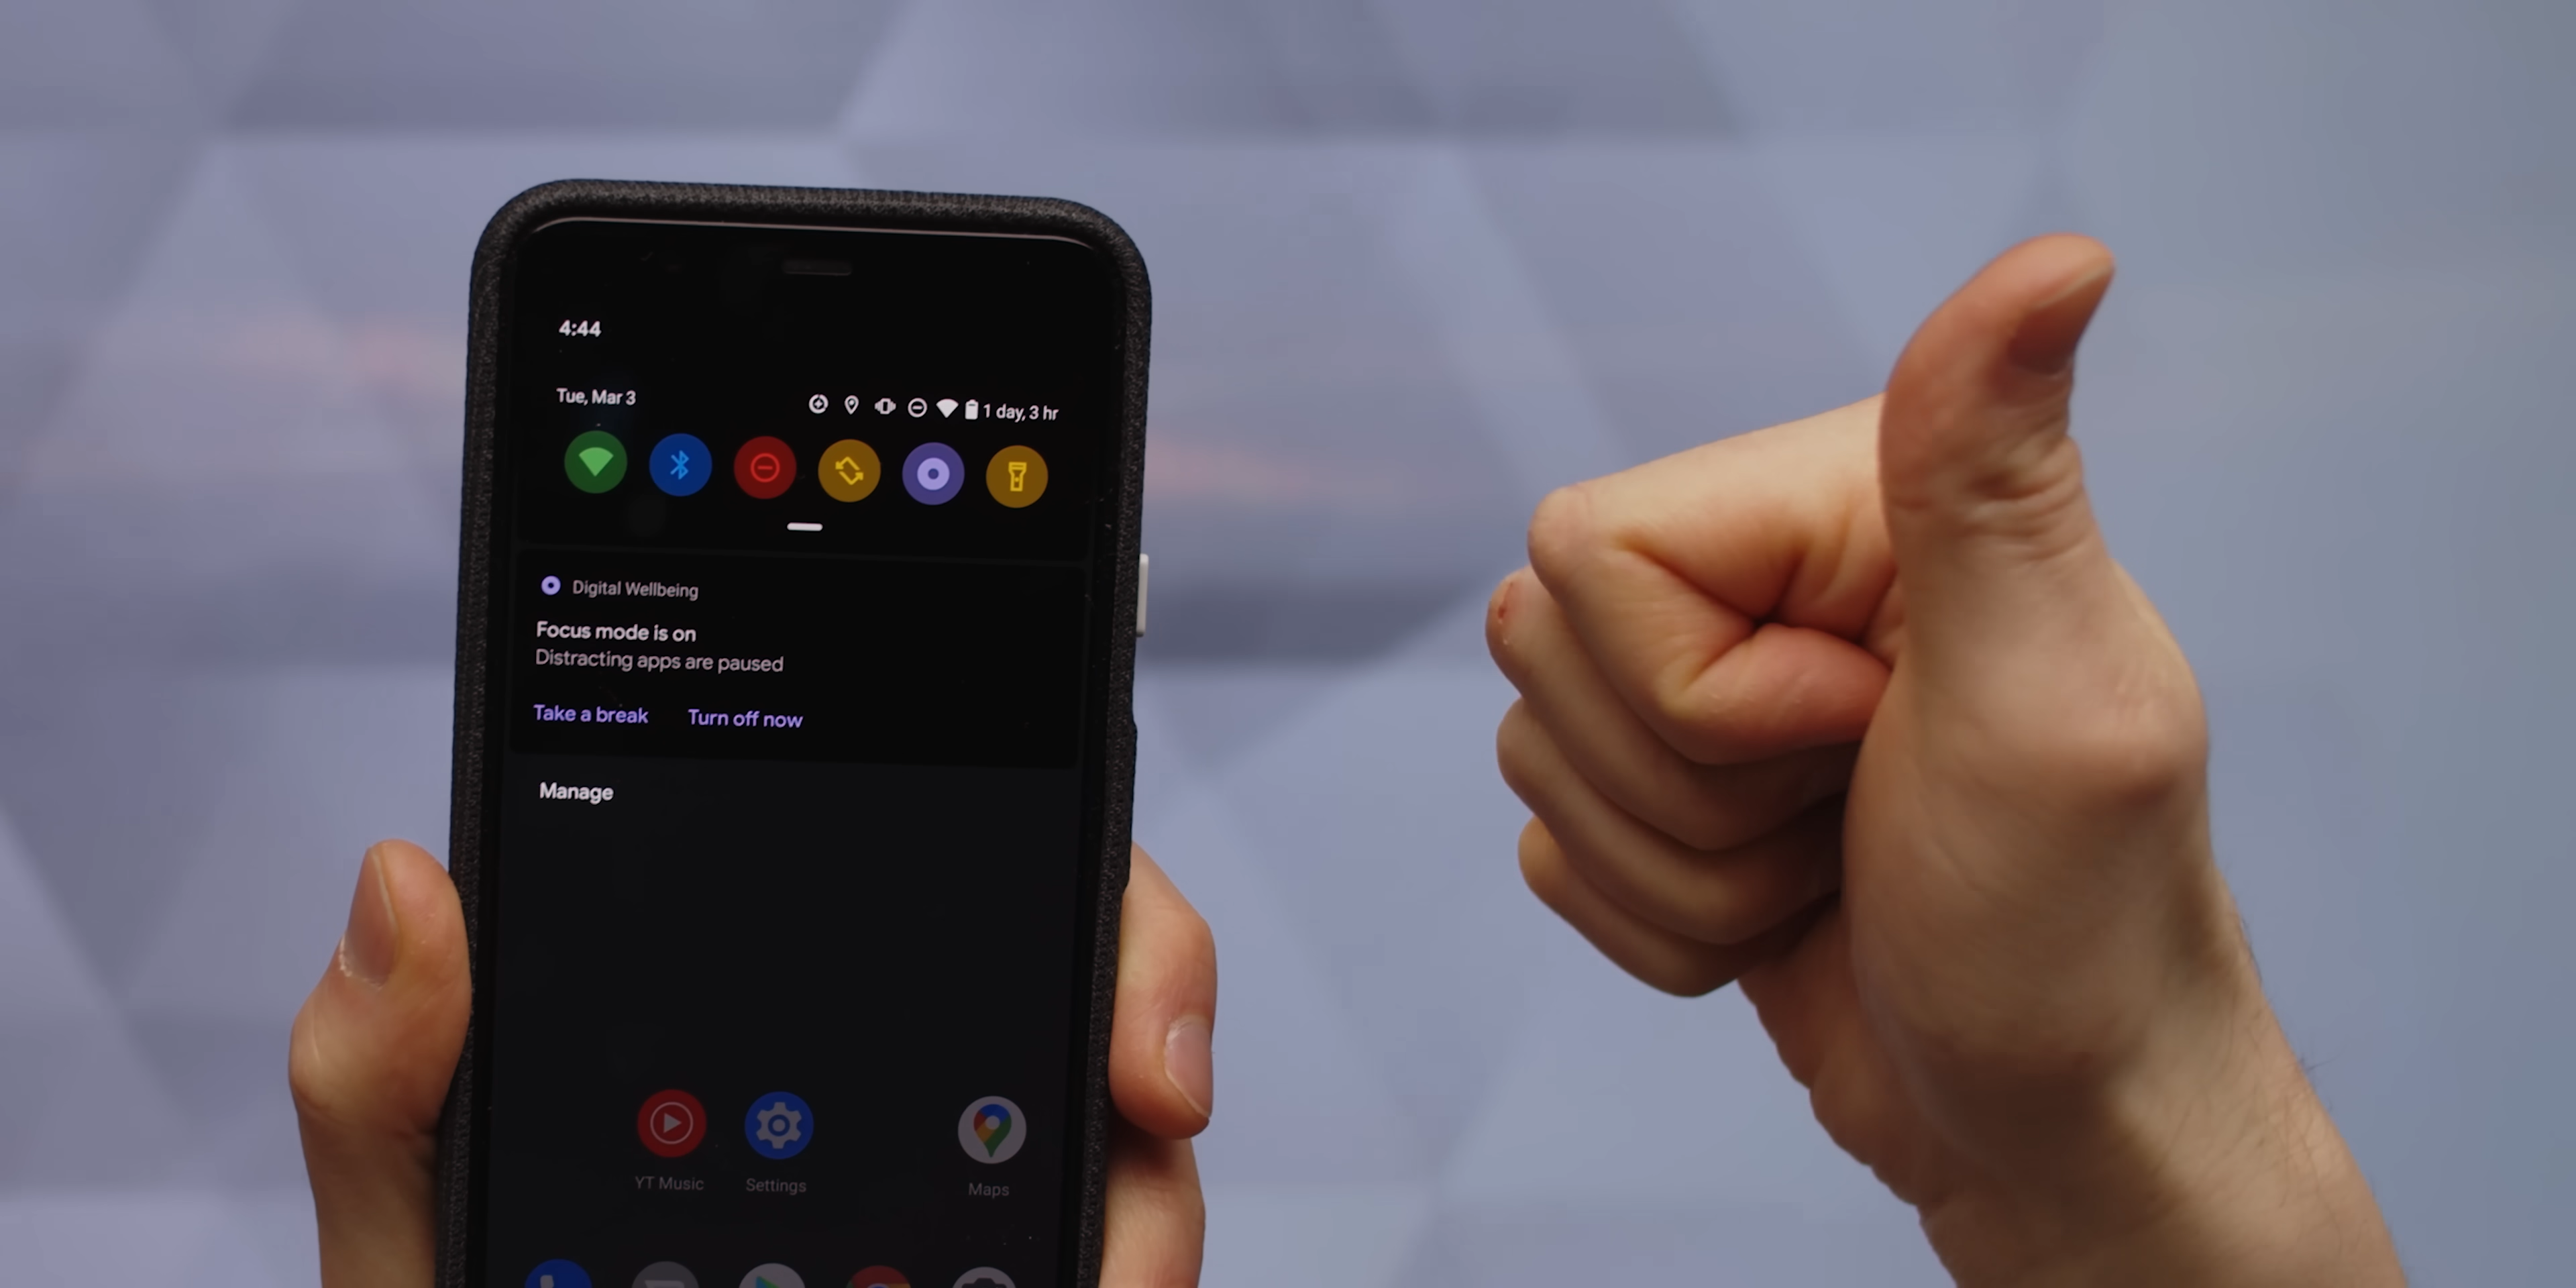 4:44
Tue, Mar 3
1 day, 3 hr
Digital Wellbeing
Focus mode is on
Distracting apps are paused
Take a break
Turn off now
Manage
YT Music
Settings
Maps